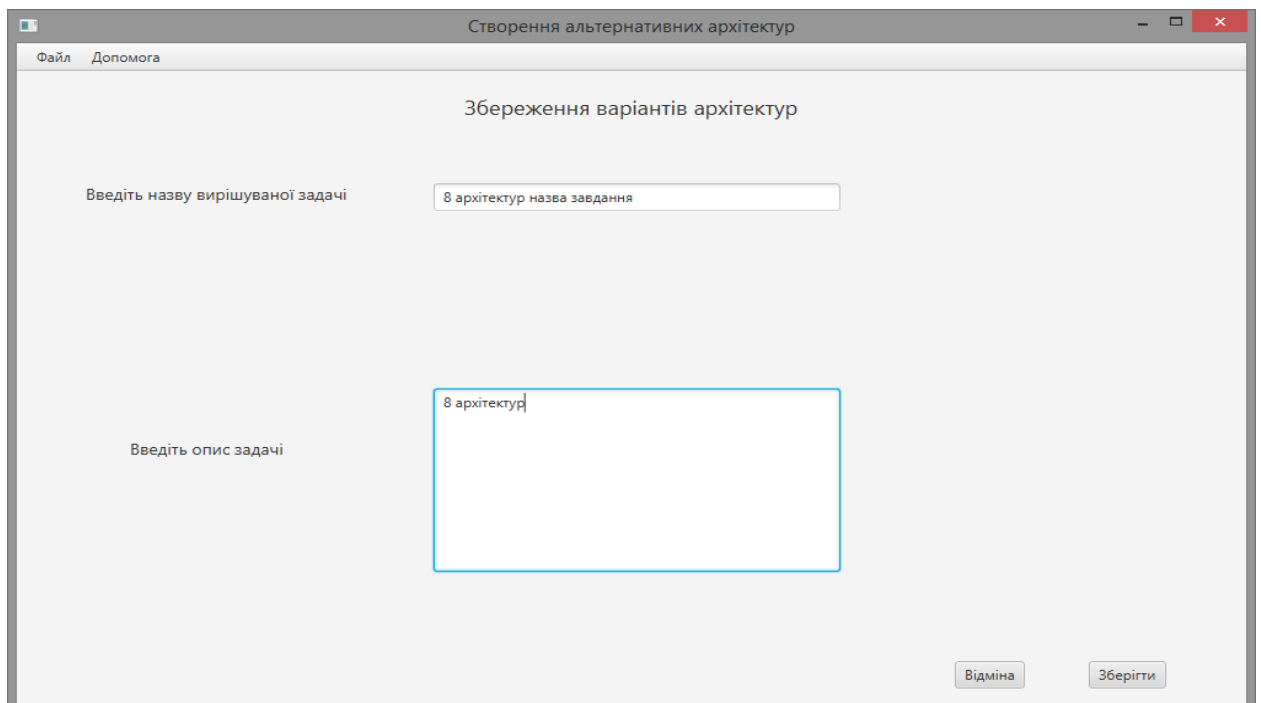 Створення альтернативних архітектур
Файл Допомога
Збереження варіантів архітектур
Введіть назву вирішуваної задачі
8 архітектур назва завдання
8 архітектур
Введіть опис задачі
Відміна
Зберігти